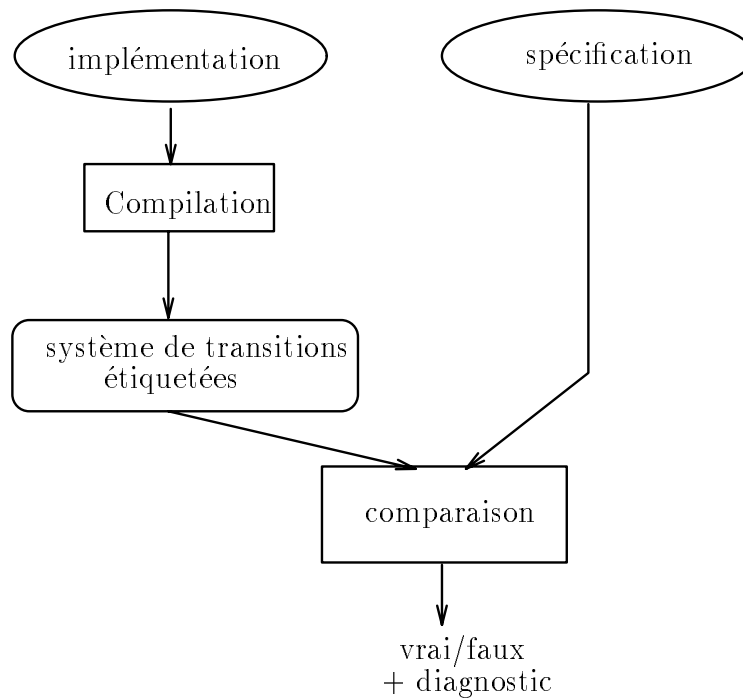 implémentation
spécification
Compilation
système de transitions
étiquetées
comparaison
vrai/faux
+ diagnostic